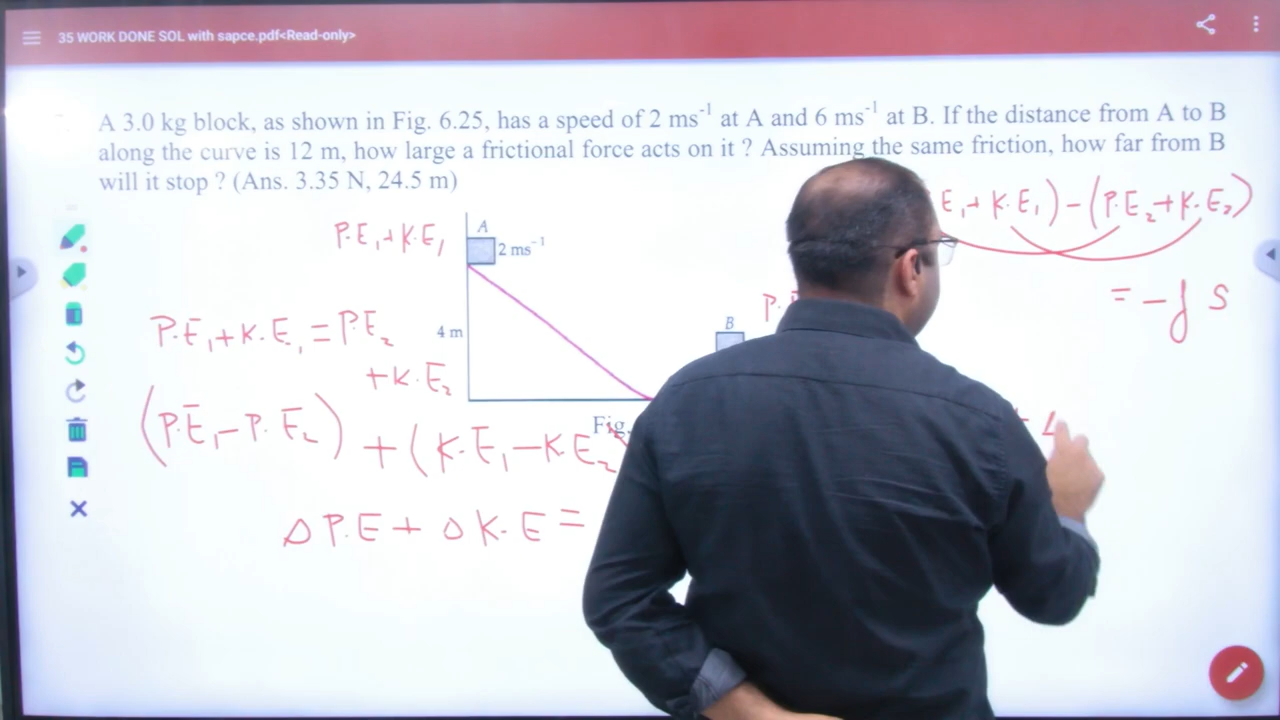 35 WORK DONE SOL with sapce.pdf<Read-only>
A 3.0 kg block, as shown in Fig. 6.25, has a speed of 2 ms⁻¹ at A and 6 ms⁻¹ at B. If the distance from A to B
along the curve is 12 m, how large a frictional force acts on it ? Assuming the same friction, how far from B
will it stop ? (Ans. 3.35 N, 24.5 m)
P.E₁+K.E₁
A
2 ms⁻¹
E₁+K.E₁)-(P.E₂+K.E₂)
= -f s
P.E₁+K.E₁=P.E₂
+K.E₂
4 m
B
P.
(P.E₁-P.E₂)
+(K.E₁-K.E₂
Fig.
ΔP.E+ΔK.E=